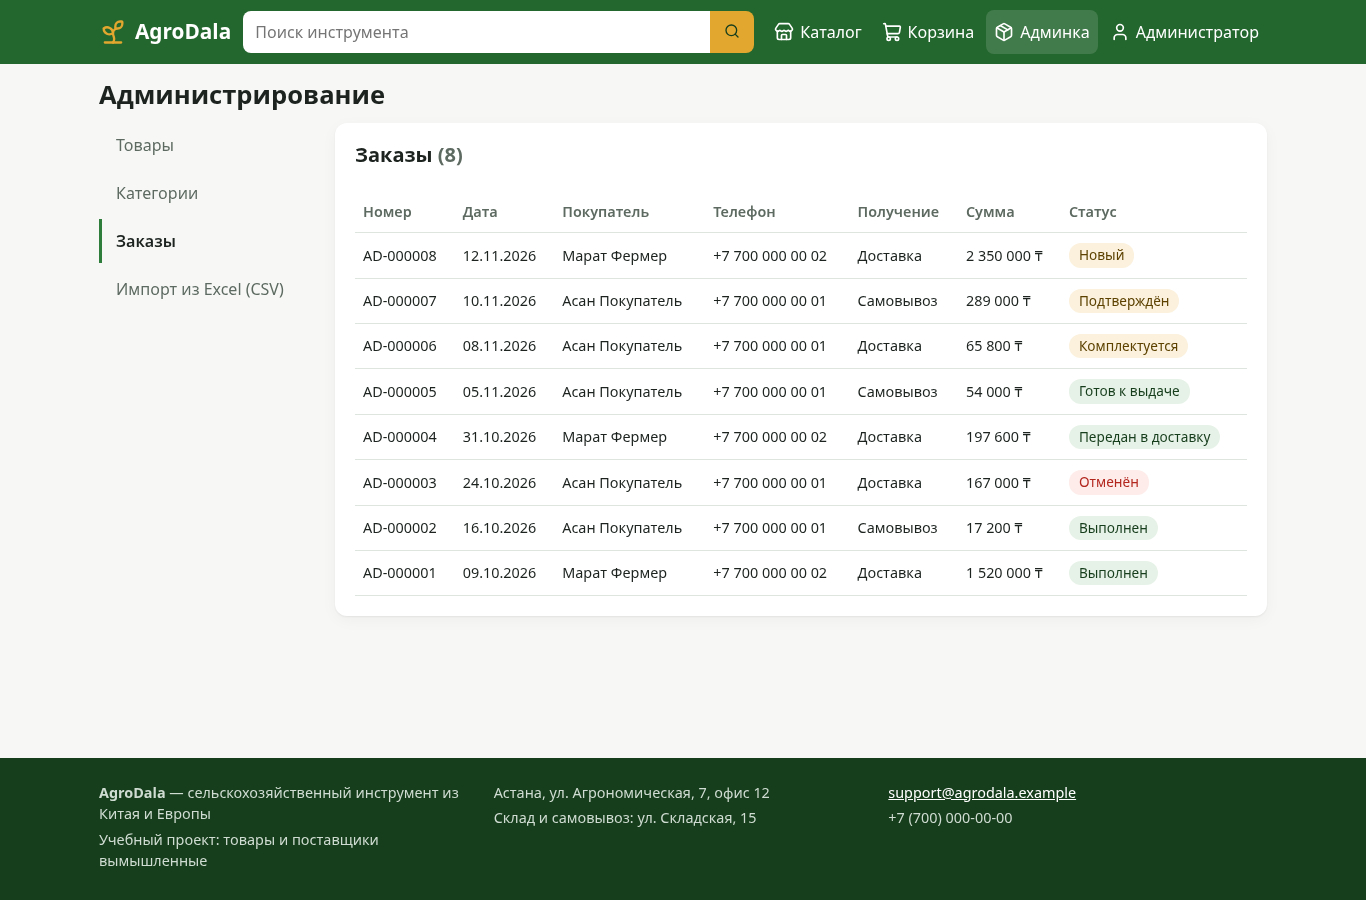 AgroDala
Поиск инструмента
Каталог
Корзина
Админка
Администратор
Администрирование
Товары
Категории
Заказы
Импорт из Excel (CSV)
Заказы (8)
Номер Дата Покупатель Телефон Получение Сумма Статус
AD-000008 12.11.2026 Марат Фермер +7 700 000 00 02 Доставка 2 350 000 ₸ Новый
AD-000007 10.11.2026 Асан Покупатель +7 700 000 00 01 Самовывоз 289 000 ₸ Подтверждён
AD-000006 08.11.2026 Асан Покупатель +7 700 000 00 01 Доставка 65 800 ₸ Комплектуется
AD-000005 05.11.2026 Асан Покупатель +7 700 000 00 01 Самовывоз 54 000 ₸ Готов к выдаче
AD-000004 31.10.2026 Марат Фермер +7 700 000 00 02 Доставка 197 600 ₸ Передан в доставку
AD-000003 24.10.2026 Асан Покупатель +7 700 000 00 01 Доставка 167 000 ₸ Отменён
AD-000002 16.10.2026 Асан Покупатель +7 700 000 00 01 Самовывоз 17 200 ₸ Выполнен
AD-000001 09.10.2026 Марат Фермер +7 700 000 00 02 Доставка 1 520 000 ₸ Выполнен
AgroDala — сельскохозяйственный инструмент из
Китая и Европы
Учебный проект: товары и поставщики
вымышленные
Астана, ул. Агрономическая, 7, офис 12
Склад и самовывоз: ул. Складская, 15
support@agrodala.example
+7 (700) 000-00-00